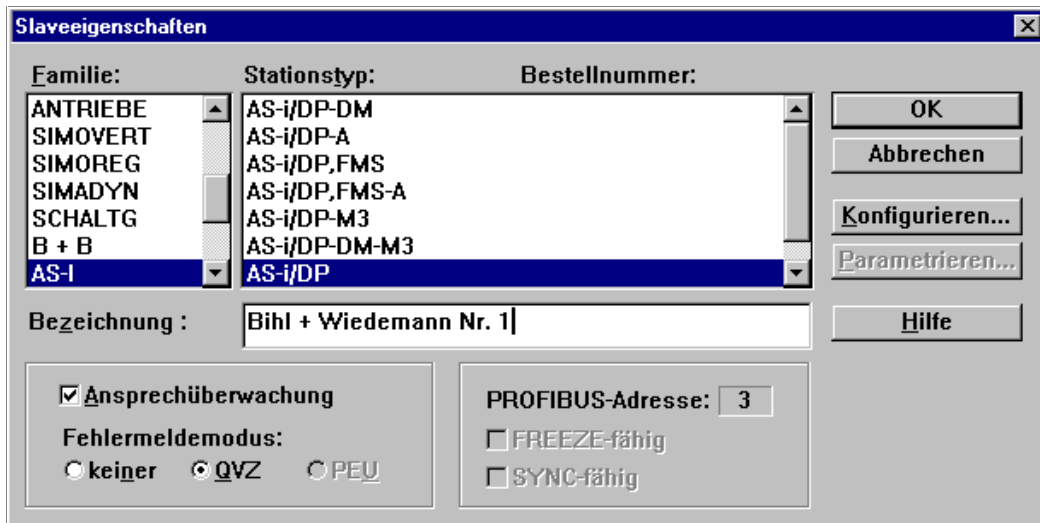 Slaveeigenschaften
Familie: Stationstyp: Bestellnummer:
ANTRIEBE
SIMOVERT
SIMOREG
SIMADYN
SCHALTG
B + B
AS-I
AS-i/DP-DM
AS-i/DP-A
AS-i/DP,FMS
AS-i/DP,FMS-A
AS-i/DP-M3
AS-i/DP-DM-M3
AS-i/DP
OK
Abbrechen
Konfigurieren...
Parametrieren...
Bezeichnung : Bihl + Wiedemann Nr. 1
Hilfe
Ansprechüberwachung
Fehlermeldemodus:
keiner QVZ PEU
PROFIBUS-Adresse: 3
FREEZE-fähig
SYNC-fähig